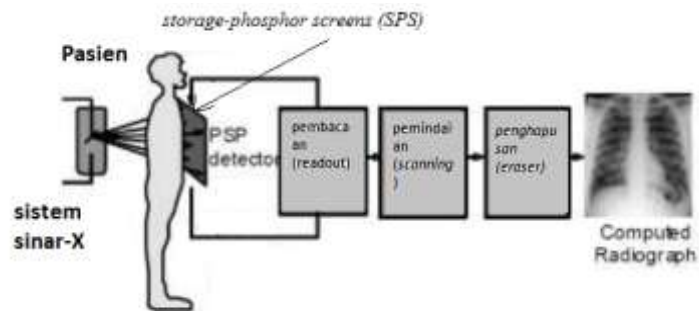 storage-phosphor screens (SPS)
Pasien
PSP
detector
sistem
sinar-X
pembaca
an
(readout)
pemindai
an
(scanning
)
penghapu
san
(eraser)
Computed
Radiograph